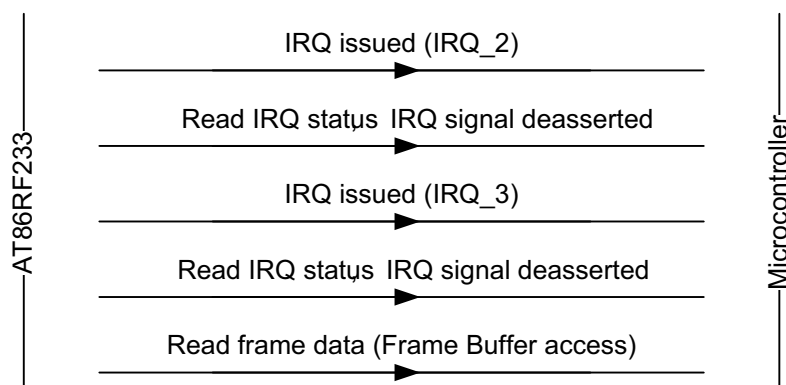 IRQ issued (IRQ_2)
Read IRQ status, IRQ signal deasserted
IRQ issued (IRQ_3)
Read IRQ status, IRQ signal deasserted
Read frame data (Frame Buffer access)
AT86RF233
Microcontroller